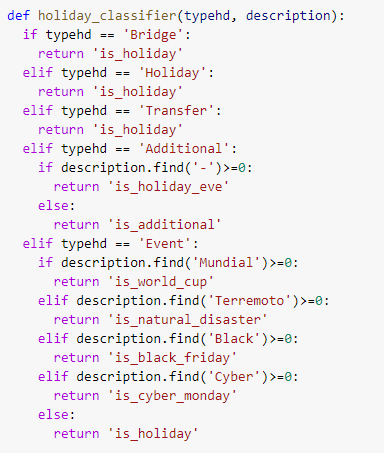 def holiday_classifier(typehd, description):
  if typehd == 'Bridge':
    return 'is_holiday'
  elif typehd == 'Holiday':
    return 'is_holiday'
  elif typehd == 'Transfer':
    return 'is_holiday'
  elif typehd == 'Additional':
    if description.find('-')>=0:
      return 'is_holiday_eve'
    else:
      return 'is_additional'
  elif typehd == 'Event':
    if description.find('Mundial')>=0:
      return 'is_world_cup'
    elif description.find('Terremoto')>=0:
      return 'is_natural_disaster'
    elif description.find('Black')>=0:
      return 'is_black_friday'
    elif description.find('Cyber')>=0:
      return 'is_cyber_monday'
    else:
      return 'is_holiday'